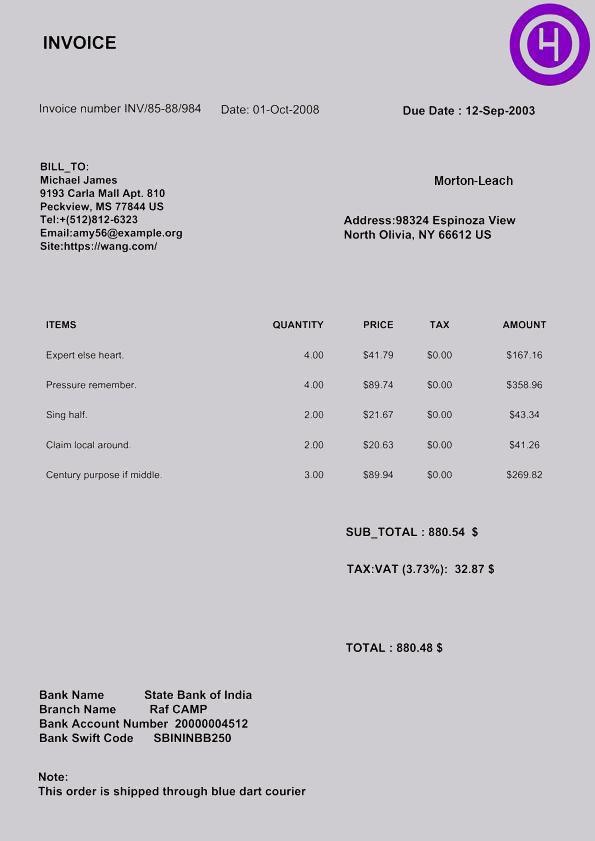 INVOICE
Invoice number INV/85-88/984 Date: 01-Oct-2008 Due Date : 12-Sep-2003
BILL_TO:
Michael James
9193 Carla Mall Apt. 810
Peckview, MS 77844 US
Tel:+(512)812-6323
Email:amy56@example.org
Site:https://wang.com/
Morton-Leach
Address:98324 Espinoza View
North Olivia, NY 66612 US
ITEMS QUANTITY PRICE TAX AMOUNT
Expert else heart. 4.00 $41.79 $0.00 $167.16
Pressure remember. 4.00 $89.74 $0.00 $358.96
Sing half. 2.00 $21.67 $0.00 $43.34
Claim local around. 2.00 $20.63 $0.00 $41.26
Century purpose if middle. 3.00 $89.94 $0.00 $269.82
SUB_TOTAL : 880.54 $
TAX:VAT (3.73%): 32.87 $
TOTAL : 880.48 $
Bank Name State Bank of India
Branch Name Raf CAMP
Bank Account Number 20000004512
Bank Swift Code SBININBB250
Note:
This order is shipped through blue dart courier